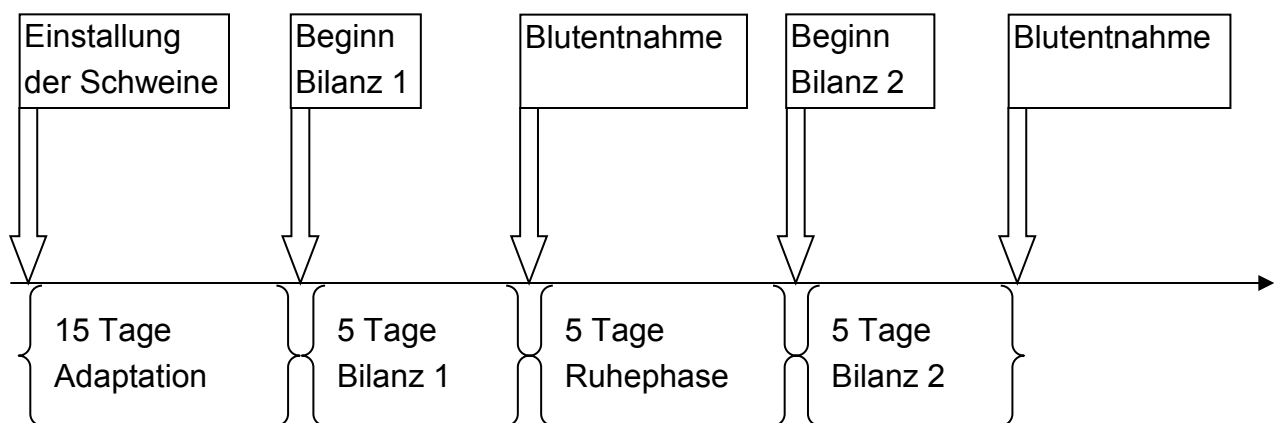 Einstallung
der Schweine
Beginn
Bilanz 1
Blutentnahme
Beginn
Bilanz 2
Blutentnahme
15 Tage
Adaptation
5 Tage
Bilanz 1
5 Tage
Ruhephase
5 Tage
Bilanz 2